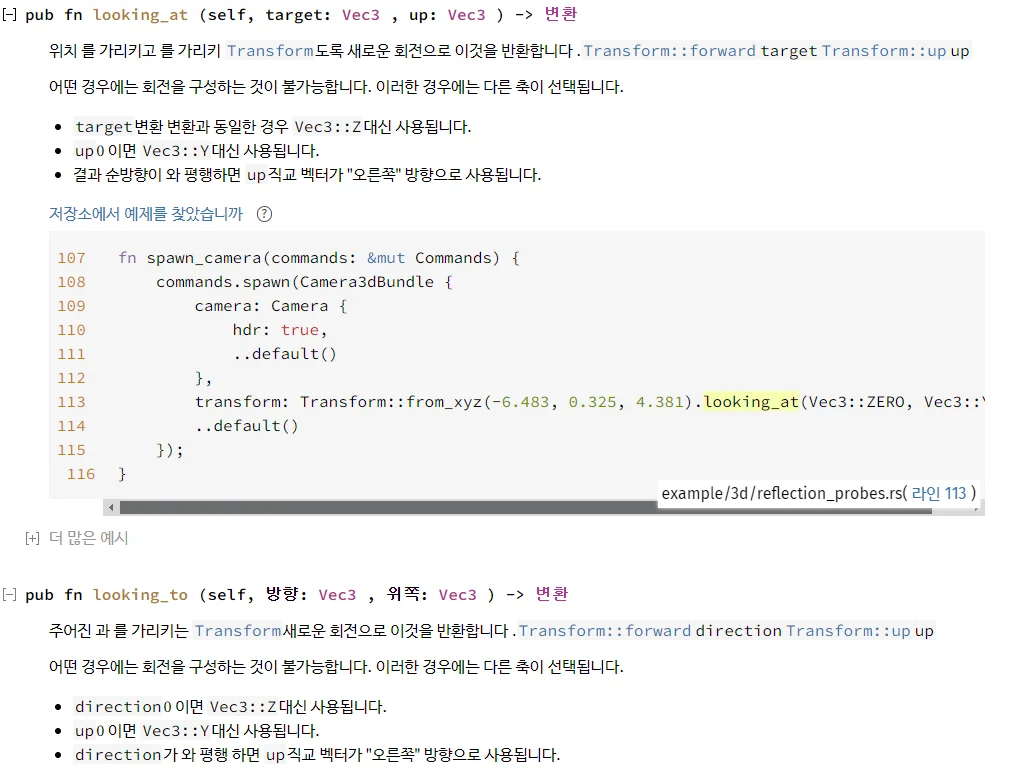 [−] pub fn looking_at (self, target: Vec3 , up: Vec3 ) -> 변환
위치 를 가리키고 를 가리키 Transform도록 새로운 회전으로 이것을 반환합니다 .Transform::forward target Transform::up up
어떤 경우에는 회전을 구성하는 것이 불가능합니다. 이러한 경우에는 다른 축이 선택됩니다.
• target변환 변환과 동일한 경우 Vec3::Z대신 사용됩니다.
• up0이면 Vec3::Y대신 사용됩니다.
• 결과 순방향이 와 평행하면 up직교 벡터가 "오른쪽" 방향으로 사용됩니다.
저장소에서 예제를 찾았습니까 ?
107 fn spawn_camera(commands: &mut Commands) {
108 commands.spawn(Camera3dBundle {
109 camera: Camera {
110 hdr: true,
111 ..default()
112 },
113 transform: Transform::from_xyz(-6.483, 0.325, 4.381).looking_at(Vec3::ZERO, Vec3::
114 ..default()
115 });
116 }
example/3d/reflection_probes.rs( 라인 113 )
[+] 더 많은 예시
[−] pub fn looking_to (self, 방향: Vec3 , 위쪽: Vec3 ) -> 변환
주어진 과 를 가리키는 Transform새로운 회전으로 이것을 반환합니다 .Transform::forward direction Transform::up up
어떤 경우에는 회전을 구성하는 것이 불가능합니다. 이러한 경우에는 다른 축이 선택됩니다.
• direction0이면 Vec3::Z대신 사용됩니다.
• up0이면 Vec3::Y대신 사용됩니다.
• direction가 와 평행 하면 up직교 벡터가 "오른쪽" 방향으로 사용됩니다.